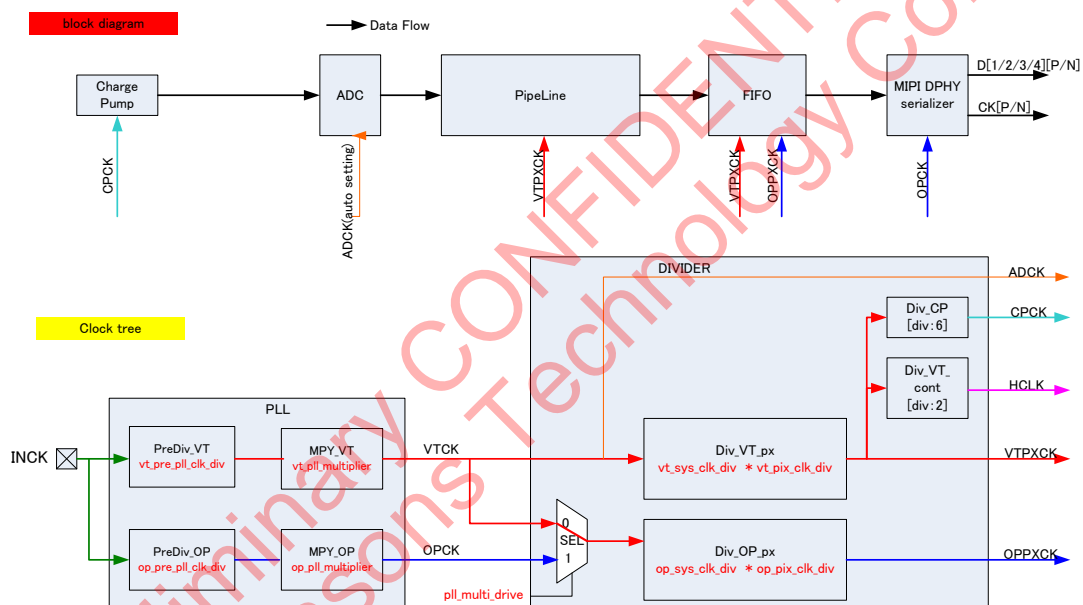 block diagram
Data Flow
Charge
Pump
ADC
PipeLine
FIFO
MIPI DPHY
serializer
D[1/2/3/4][P/N]
CK[P/N]
CPCK
ADCK(auto setting)
VTPXCK
VTPXCK
OPPXCK
OPCK
Clock tree
DIVIDER
ADCK
Div_CP
[div:6]
CPCK
Div_VT_
cont
[div:2]
HCLK
PLL
INCK
PreDiv_VT
vt_pre_pll_clk_div
MPY_VT
vt_pll_multiplier
VTCK
Div_VT_px
vt_sys_clk_div * vt_pix_clk_div
VTPXCK
PreDiv_OP
op_pre_pll_clk_div
MPY_OP
op_pll_multiplier
OPCK
0
SEL
1
Div_OP_px
op_sys_clk_div * op_pix_clk_div
OPPXCK
pll_multi_drive
CONFIDENT
Technology Co